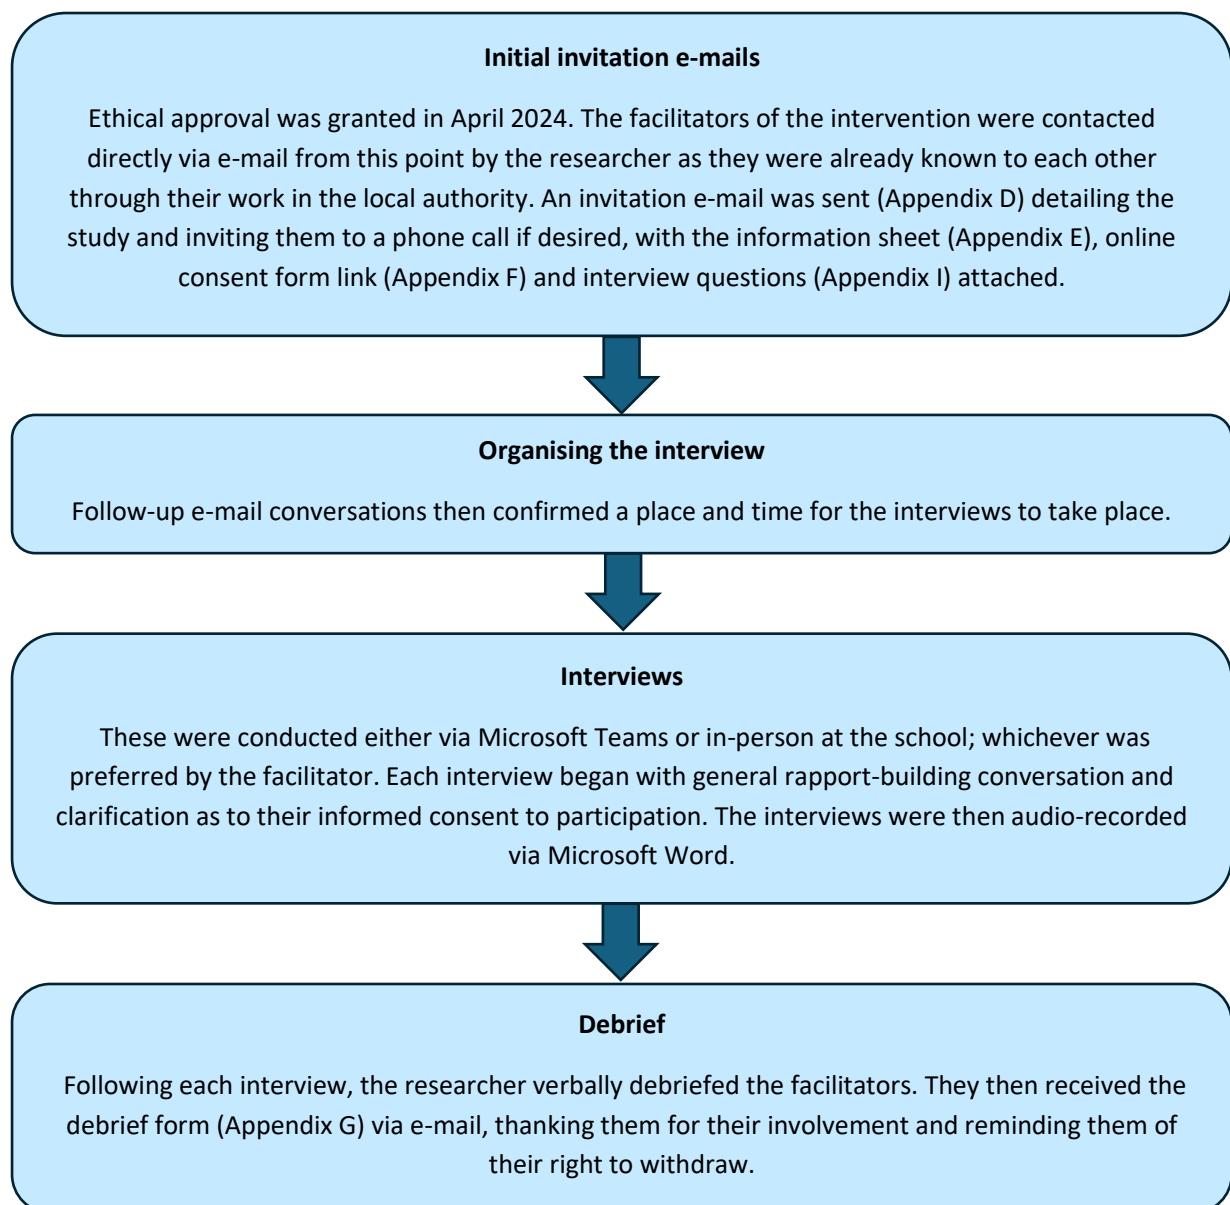 Initial invitation e-mails
Ethical approval was granted in April 2024. The facilitators of the intervention were contacted
directly via e-mail from this point by the researcher as they were already known to each other
through their work in the local authority. An invitation e-mail was sent (Appendix D) detailing the
study and inviting them to a phone call if desired, with the information sheet (Appendix E), online
consent form link (Appendix F) and interview questions (Appendix I) attached.
Organising the interview
Follow-up e-mail conversations then confirmed a place and time for the interviews to take place.
Interviews
These were conducted either via Microsoft Teams or in-person at the school; whichever was
preferred by the facilitator. Each interview began with general rapport-building conversation and
clarification as to their informed consent to participation. The interviews were then audio-recorded
via Microsoft Word.
Debrief
Following each interview, the researcher verbally debriefed the facilitators. They then received the
debrief form (Appendix G) via e-mail, thanking them for their involvement and reminding them of
their right to withdraw.